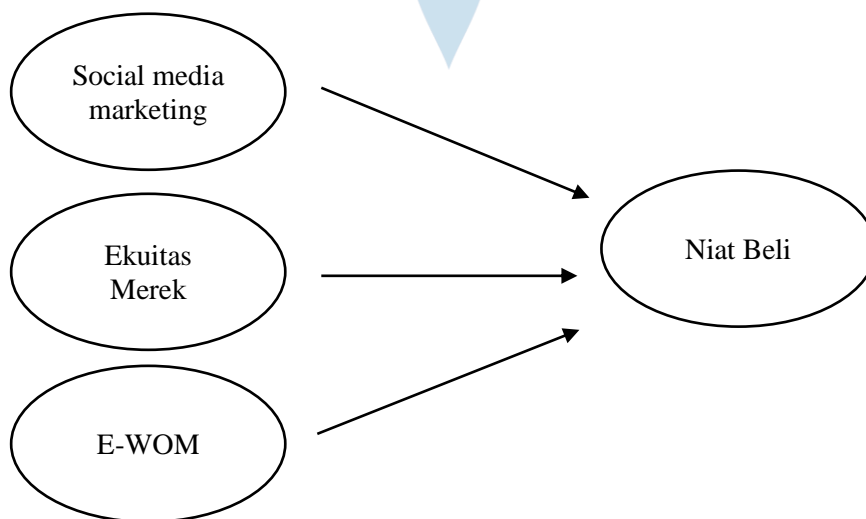 Social media
marketing
Ekuitas
Merek
E-WOM
Niat Beli